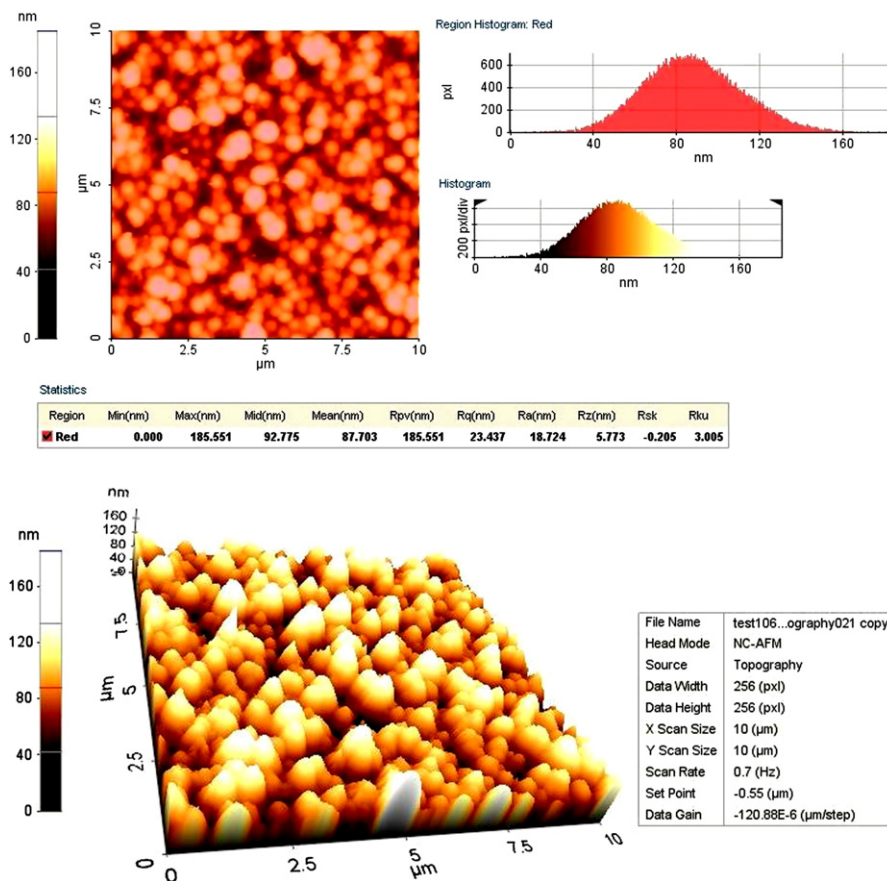 nm
160
120
80
40
0
10
7.5
5
2.5
0
µm
0 2.5 5 7.5 10
µm
Region Histogram: Red
pxl
600
400
200
0
0 40 80 120 160
nm
Histogram
200 pxl/div
0 40 80 120 160
nm
Statistics
Region Min(nm) Max(nm) Mid(nm) Mean(nm) Rpv(nm) Rq(nm) Ra(nm) Rz(nm) Rsk Rku
Red 0.000 185.551 92.775 87.703 185.551 23.437 18.724 5.773 -0.205 3.005
nm
160
120
80
40
0
nm
160
120
80
40
0
7.5
5
2.5
0
µm
0 2.5 5 7.5 10
µm
File Name test106...ography021 copy
Head Mode NC-AFM
Source Topography
Data Width 256 (pxl)
Data Height 256 (pxl)
X Scan Size 10 (µm)
Y Scan Size 10 (µm)
Scan Rate 0.7 (Hz)
Set Point -0.55 (µm)
Data Gain -120.88E-6 (µm/step)